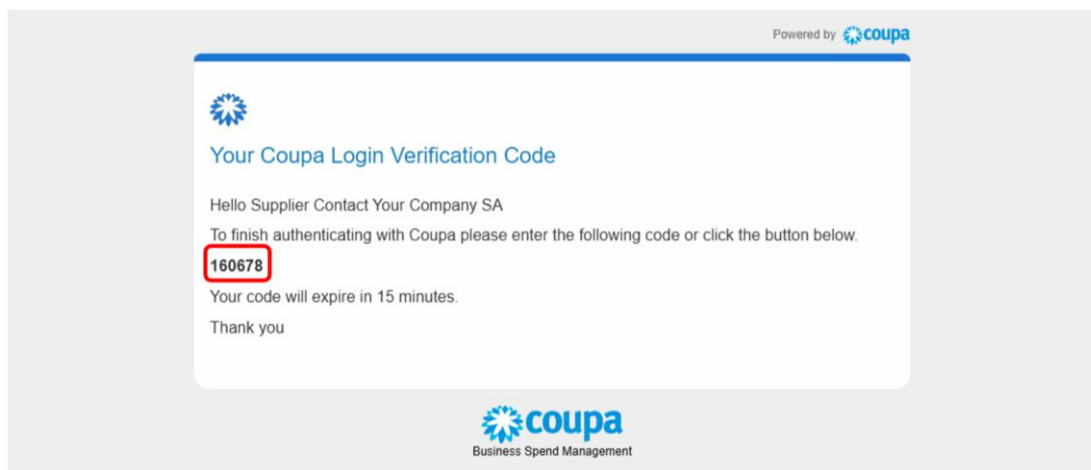 Powered by coupa
Your Coupa Login Verification Code
Hello Supplier Contact Your Company SA
To finish authenticating with Coupa please enter the following code or click the button below.
160678
Your code will expire in 15 minutes.
Thank you
coupa
Business Spend Management